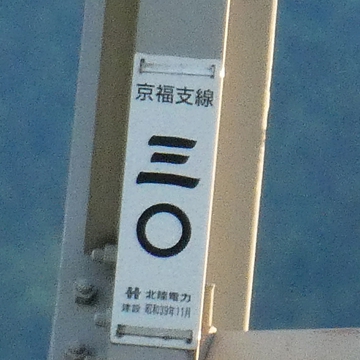 京福支線
三
〇
北陸電力
建設 昭和39年11月